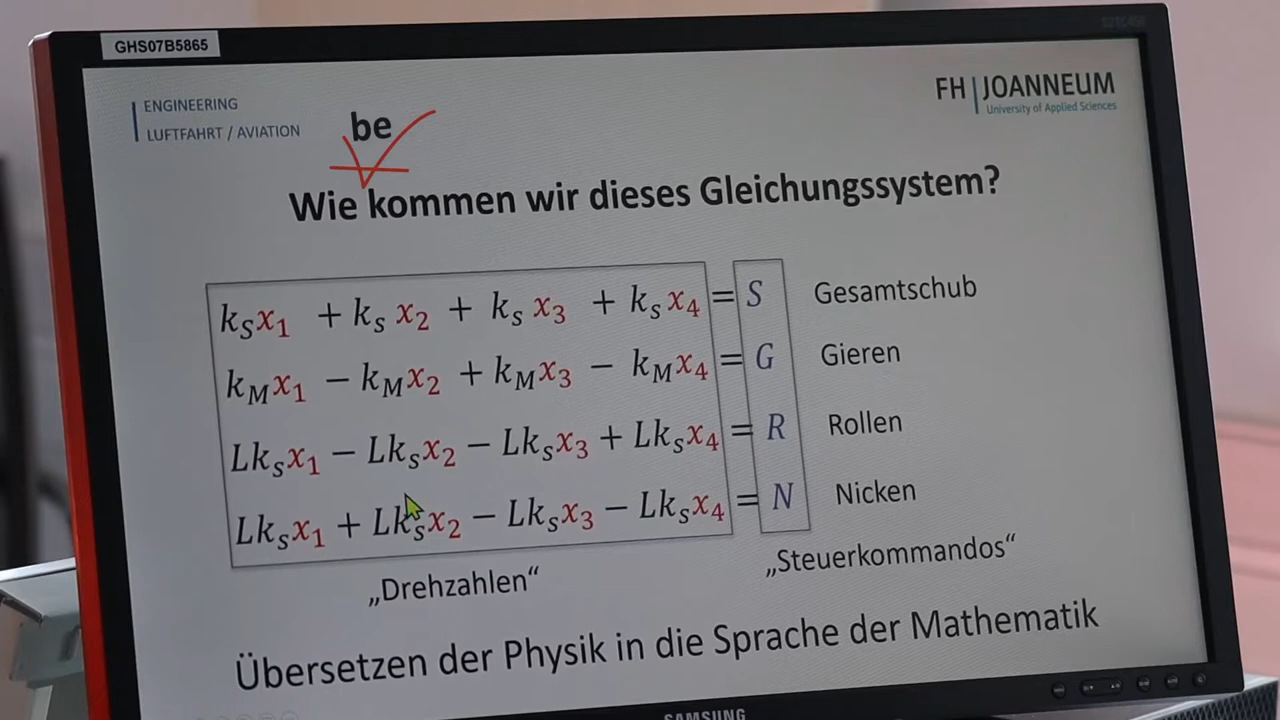 GHS07B5865
ENGINEERING
LUFTFAHRT / AVIATION
FH | JOANNEUM
University of Applied Sciences
be
Wie kommen wir dieses Gleichungssystem?
k_S x_1 + k_S x_2 + k_S x_3 + k_S x_4 = S Gesamtschub
k_M x_1 − k_M x_2 + k_M x_3 − k_M x_4 = G Gieren
Lk_S x_1 − Lk_S x_2 − Lk_S x_3 + Lk_S x_4 = R Rollen
Lk_S x_1 + Lk_S x_2 − Lk_S x_3 − Lk_S x_4 = N Nicken
„Drehzahlen“ „Steuerkommandos“
Übersetzen der Physik in die Sprache der Mathematik
SAMSUNG